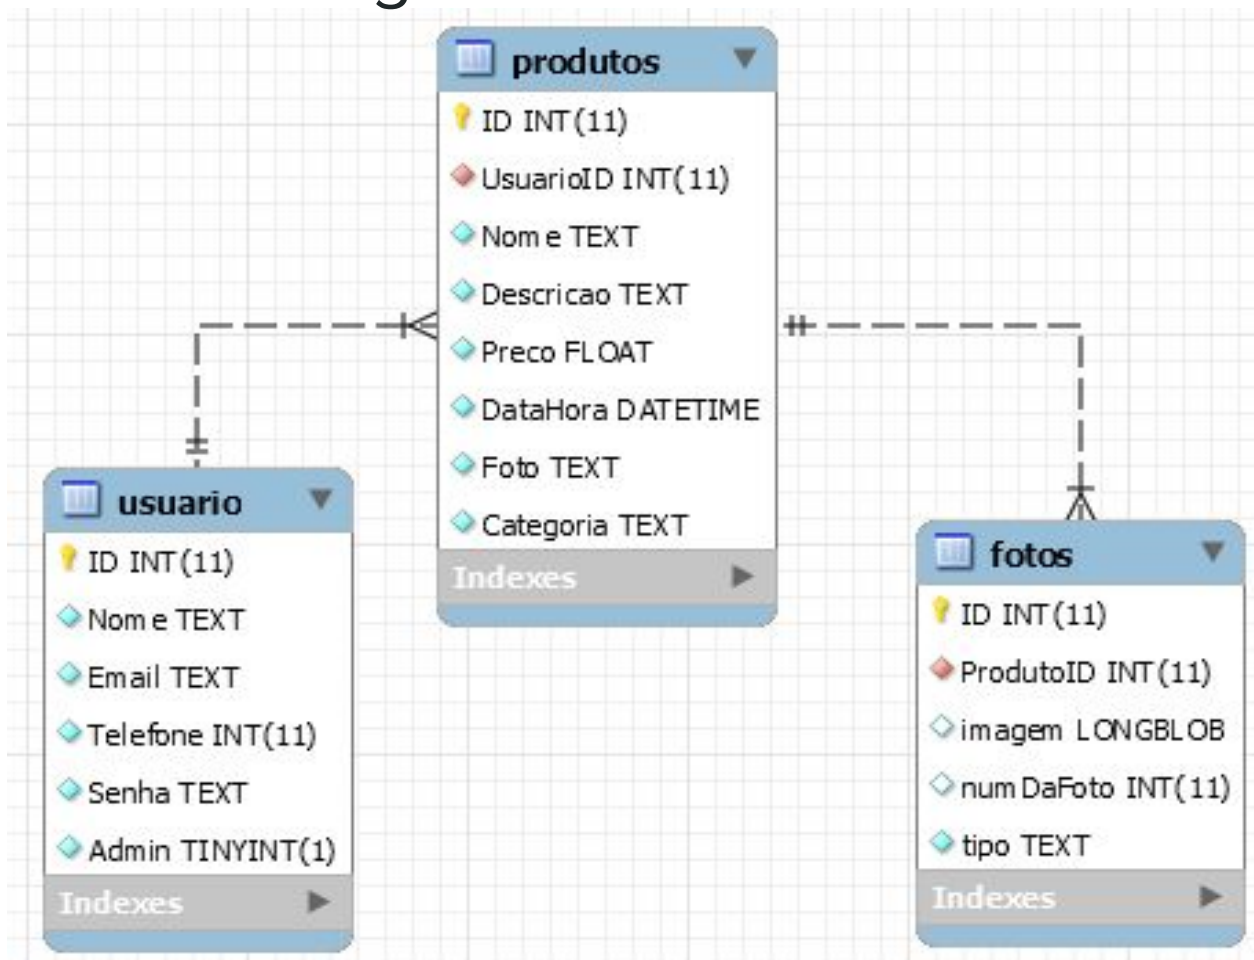 produtos
ID INT(11)
UsuarioID INT(11)
Nome TEXT
Descricao TEXT
Preco FLOAT
DataHora DATETIME
Foto TEXT
Categoria TEXT
Indexes
usuario
ID INT(11)
Nome TEXT
Email TEXT
Telefone INT(11)
Senha TEXT
Admin TINYINT(1)
Indexes
fotos
ID INT(11)
ProdutoID INT(11)
imagem LONGBLOB
numDaFoto INT(11)
tipo TEXT
Indexes